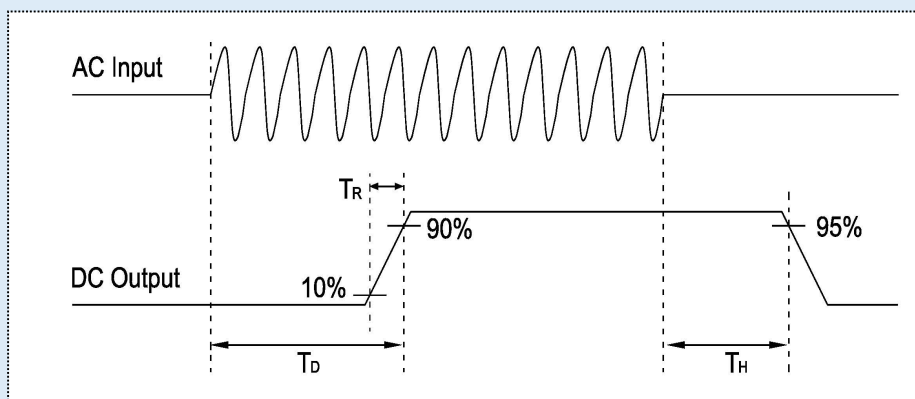 AC Input
TR
90%
95%
DC Output
10%
TD
TH